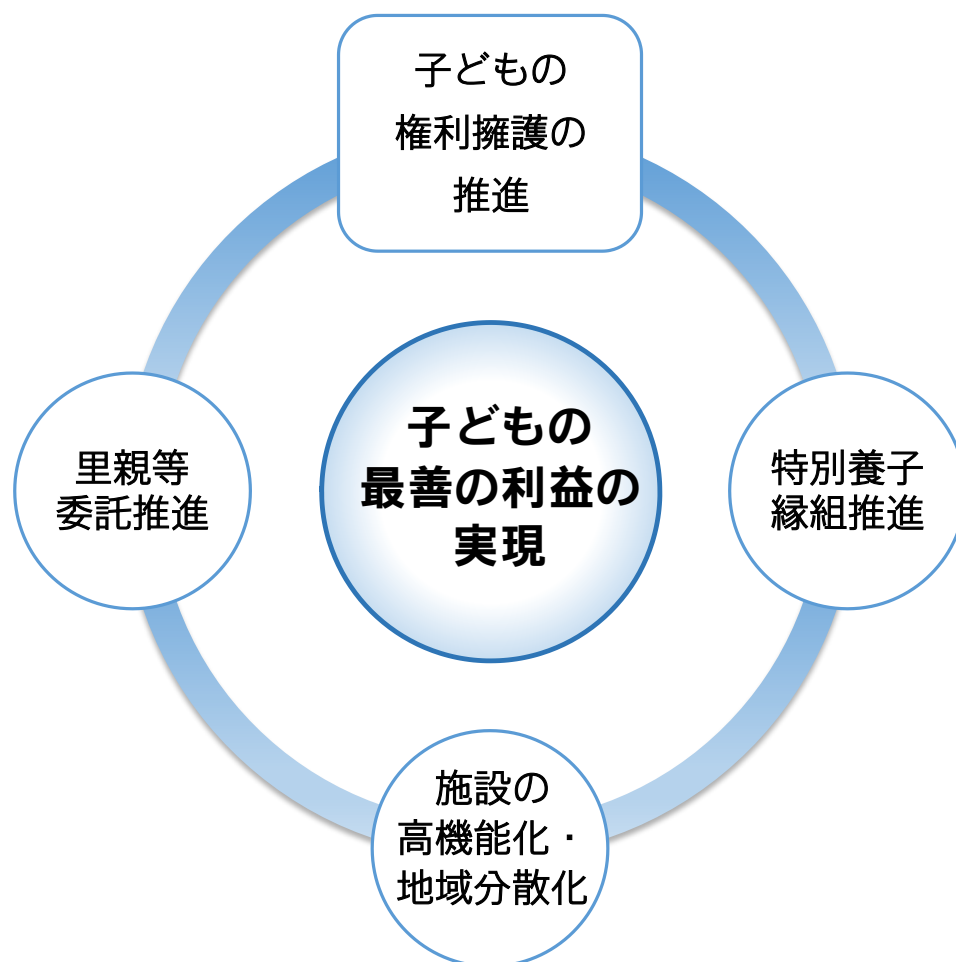 子どもの
権利擁護の
推進
里親等
委託推進
子どもの
最善の利益の
実現
特別養子
縁組推進
施設の
高機能化・
地域分散化